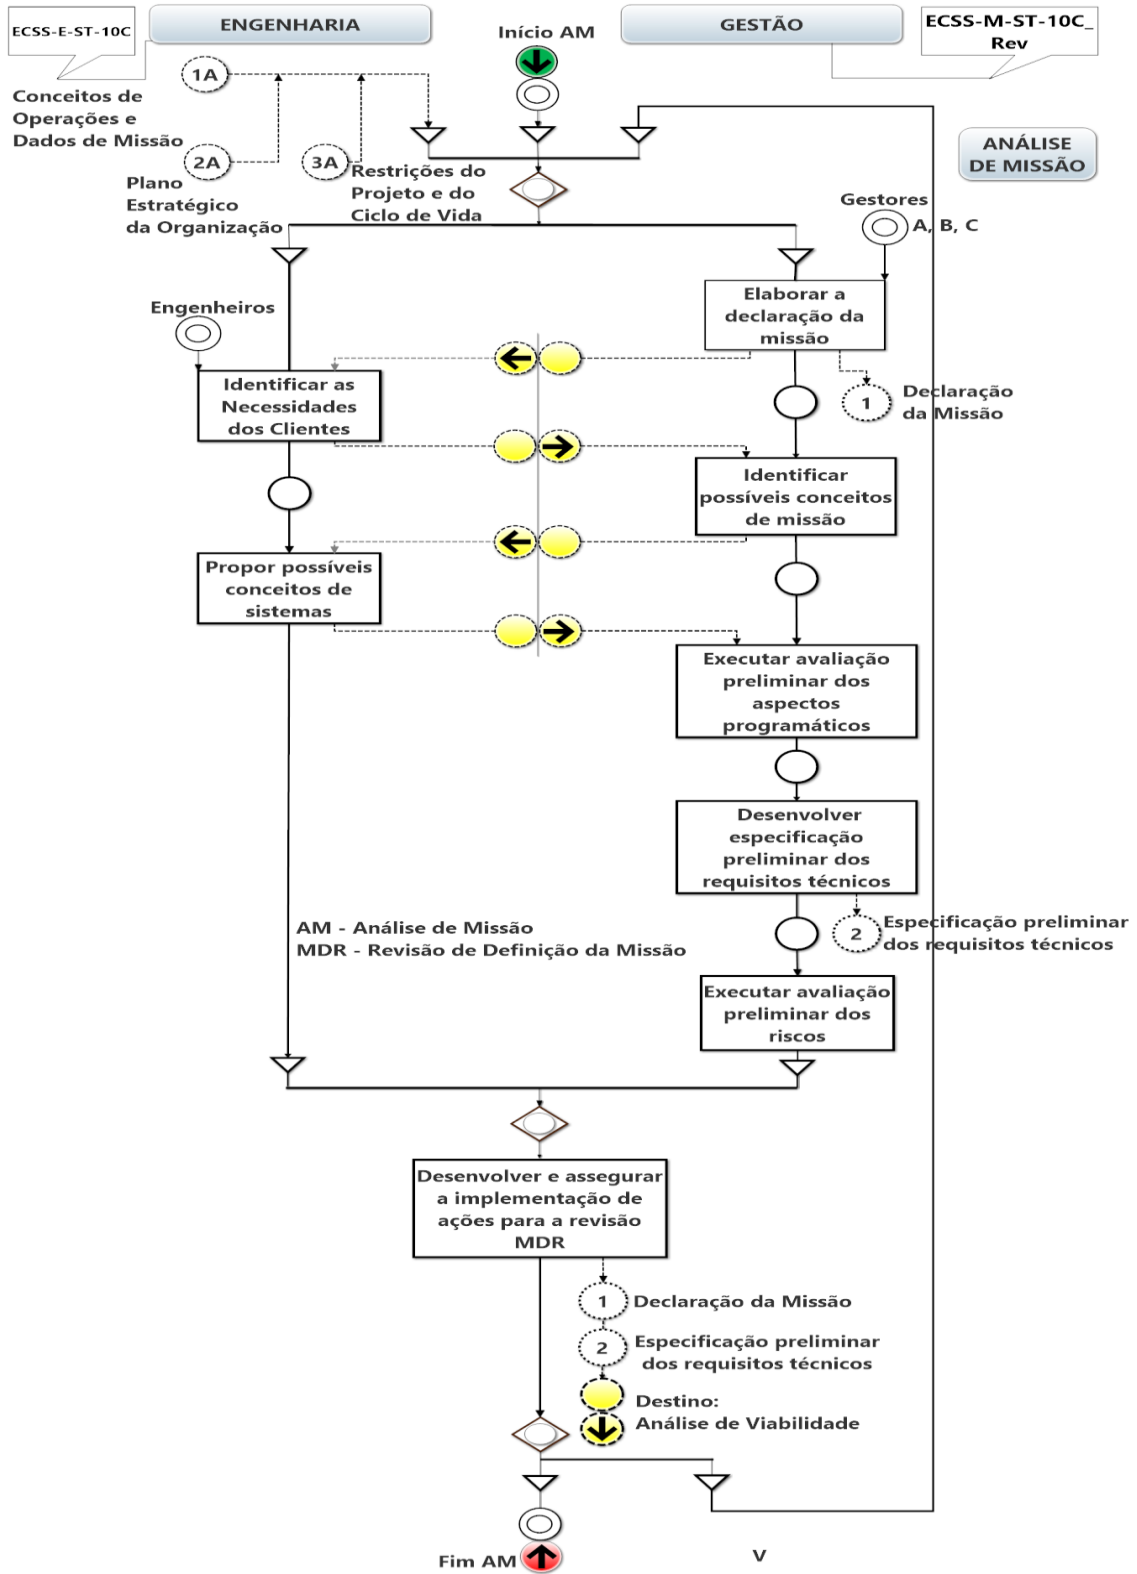 ECSS-E-ST-10C
ENGENHARIA
Início AM
GESTÃO
ECSS-M-ST-10C_
Rev
1A
Conceitos de
Operações e
Dados de Missão
2A
3A
Plano
Estratégico
da Organização
Restrições do
Projeto e do
Ciclo de Vida
ANÁLISE
DE MISSÃO
Gestores
A, B, C
Elaborar a
declaração da
missão
Engenheiros
Identificar as
Necessidades
dos Clientes
1
Declaração
da Missão
Identificar
possíveis conceitos
de missão
Propor possíveis
conceitos de
sistemas
Executar avaliação
preliminar dos
aspectos
programáticos
Desenvolver
especificação
preliminar dos
requisitos técnicos
AM - Análise de Missão
MDR - Revisão de Definição da Missão
2
Especificação preliminar
dos requisitos técnicos
Executar avaliação
preliminar dos
riscos
Desenvolver e assegurar
a implementação de
ações para a revisão
MDR
1
Declaração da Missão
2
Especificação preliminar
dos requisitos técnicos
Destino:
Análise de Viabilidade
Fim AM
V